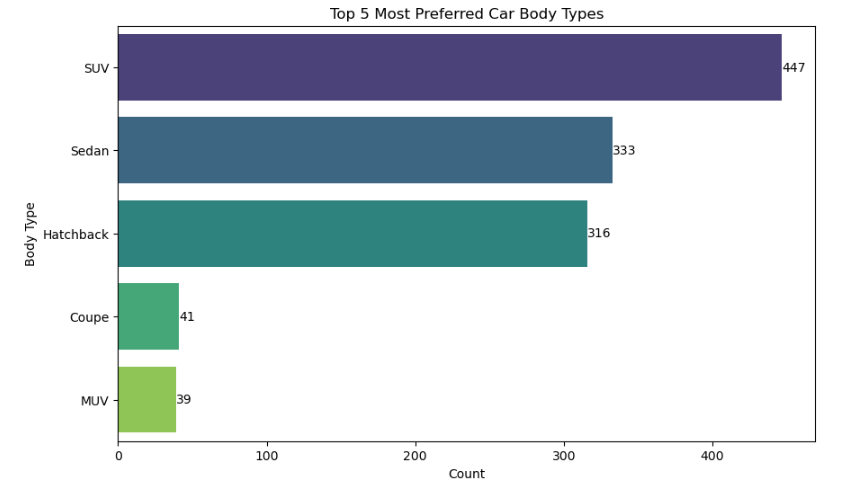 Top 5 Most Preferred Car Body Types
SUV
447
Sedan
333
Body Type
Hatchback
316
Coupe
41
MUV
39
0 100 200 300 400
Count